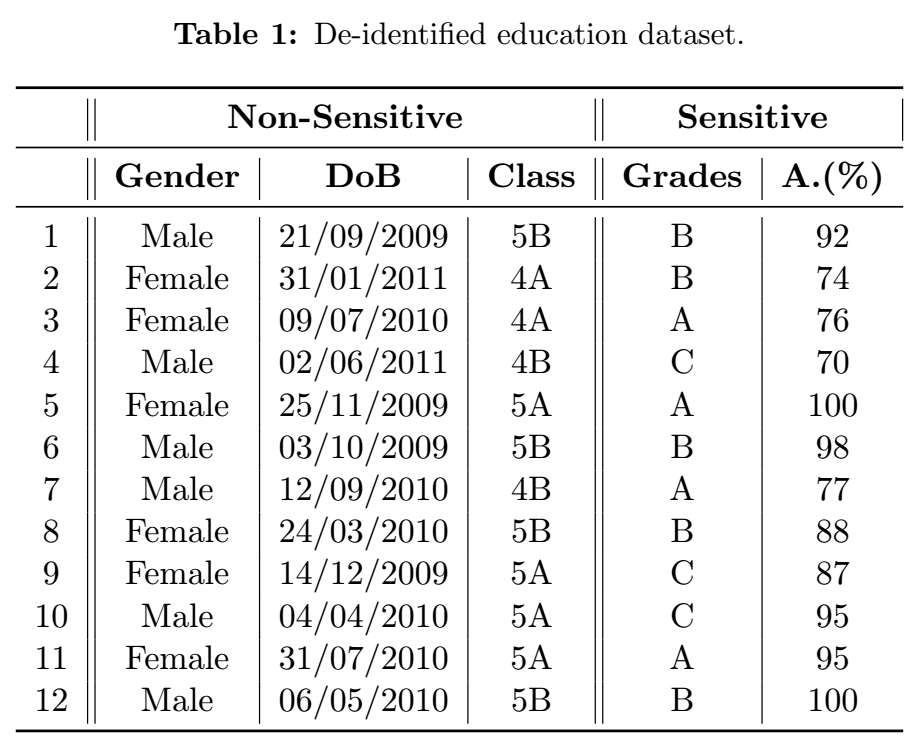 Table 1: De-identified education dataset.
Non-Sensitive Sensitive
Gender DoB Class Grades A.(%)
1 Male 21/09/2009 5B B 92
2 Female 31/01/2011 4A B 74
3 Female 09/07/2010 4A A 76
4 Male 02/06/2011 4B C 70
5 Female 25/11/2009 5A A 100
6 Male 03/10/2009 5B B 98
7 Male 12/09/2010 4B A 77
8 Female 24/03/2010 5B B 88
9 Female 14/12/2009 5A C 87
10 Male 04/04/2010 5A C 95
11 Female 31/07/2010 5A A 95
12 Male 06/05/2010 5B B 100